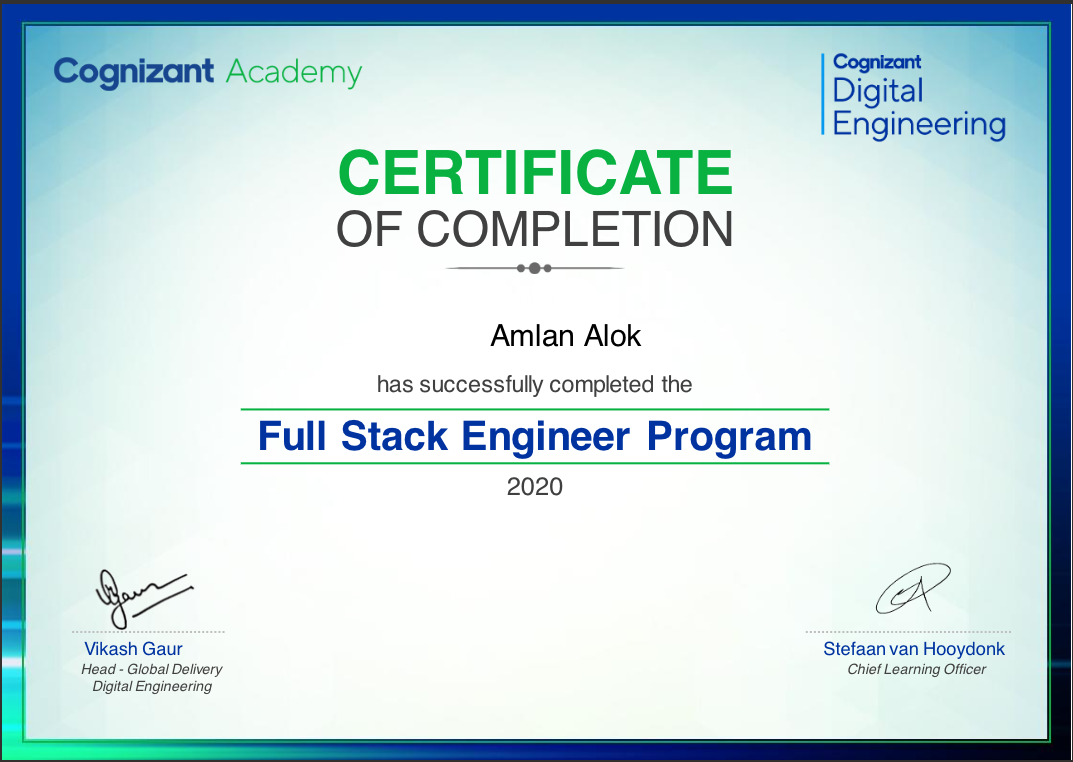 Cognizant Academy
Cognizant
Digital
Engineering
CERTIFICATE
OF COMPLETION
Amlan Alok
has successfully completed the
Full Stack Engineer Program
2020
Vikash Gaur
Head - Global Delivery
Digital Engineering
Stefaan van Hooydonk
Chief Learning Officer